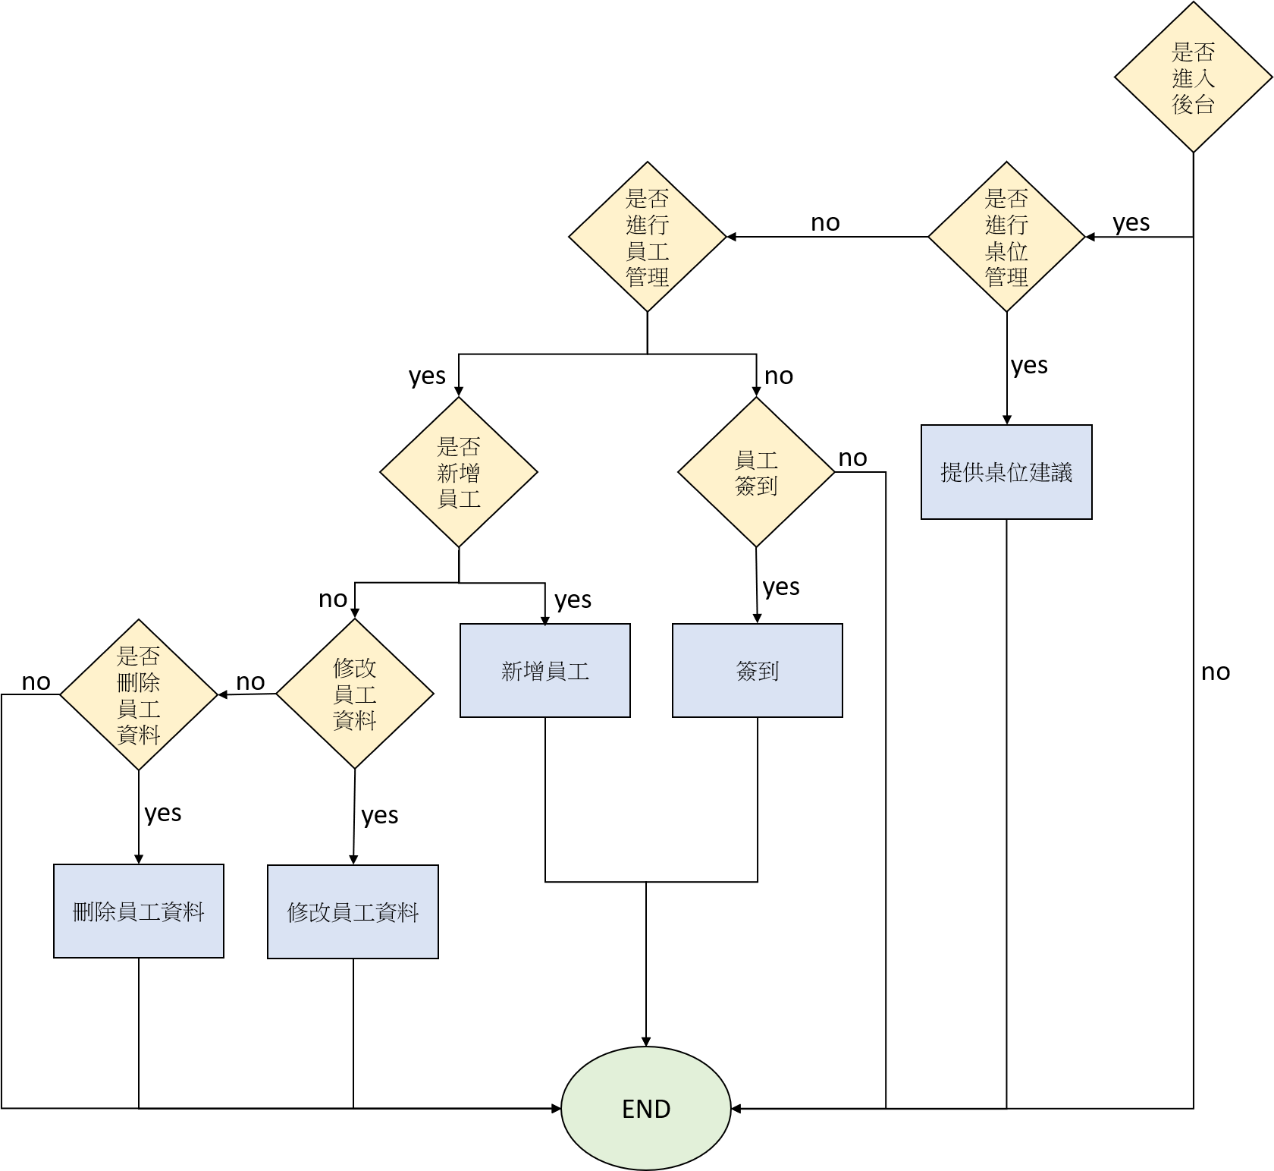 是否
進入
後台
是否
進行
員工
管理
no
是否
進行
桌位
管理
yes
yes
no
yes
是否
新增
員工
員工
簽到
no
提供桌位建議
no
yes
yes
是否
刪除
員工
資料
no
no
修改
員工
資料
新增員工
簽到
no
yes
yes
刪除員工資料
修改員工資料
END